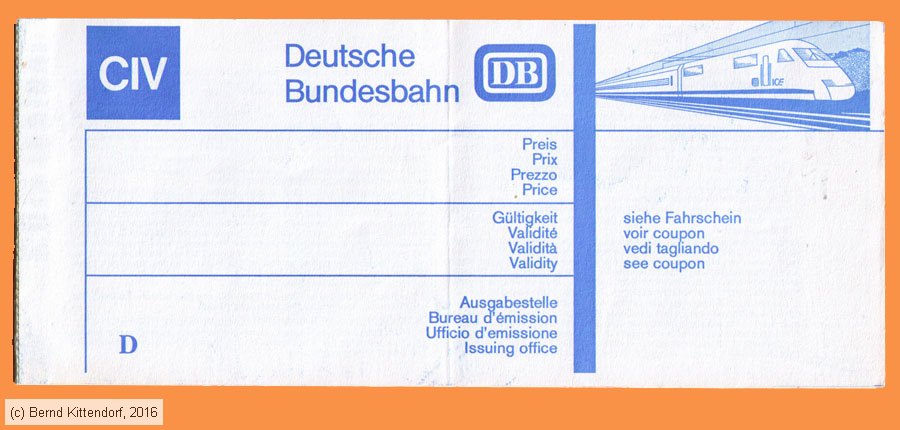 CIV
Deutsche
Bundesbahn
DB
ICE
Preis
Prix
Prezzo
Price
Gültigkeit
Validité
Validità
Validity
siehe Fahrschein
voir coupon
vedi tagliando
see coupon
Ausgabestelle
Bureau d'émission
Ufficio d'emissione
Issuing office
D
(c) Bernd Kittendorf, 2016